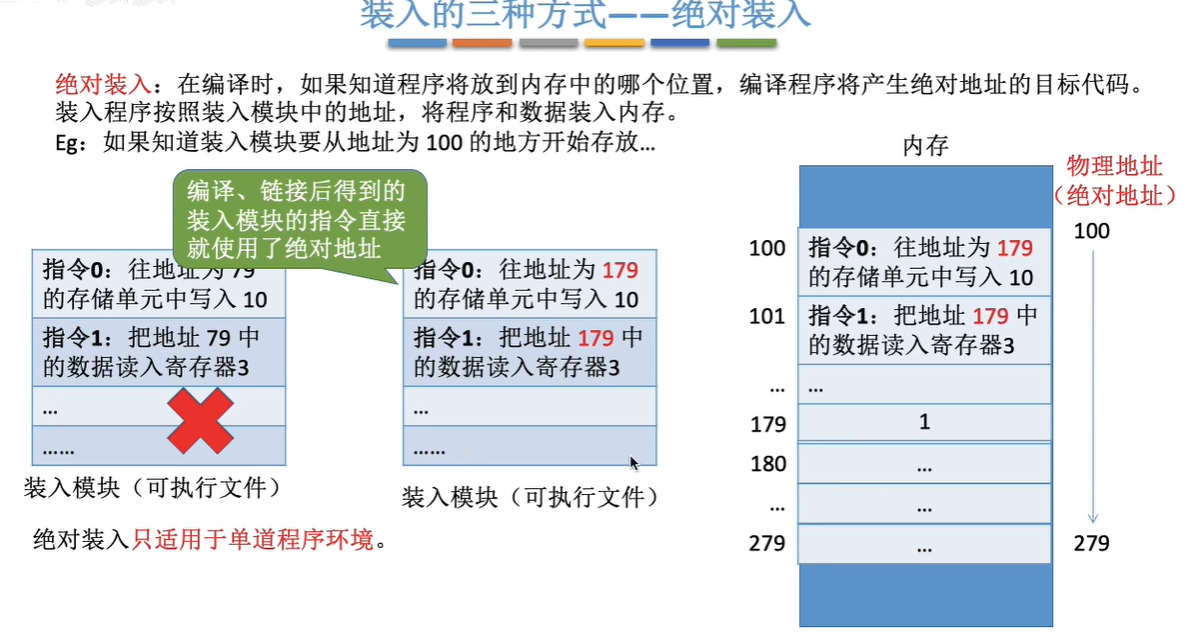 装入的三种方式——绝对装入
绝对装入：在编译时，如果知道程序将放到内存中的哪个位置，编译程序将产生绝对地址的目标代码。
装入程序按照装入模块中的地址，将程序和数据装入内存。
Eg：如果知道装入模块要从地址为 100 的地方开始存放...
编译、链接后得到的
装入模块的指令直接
就使用了绝对地址
指令0：往地址为 79
的存储单元中写入 10
指令1：把地址 79 中
的数据读入寄存器3
...
......
装入模块（可执行文件）
指令0：往地址为 179
的存储单元中写入 10
指令1：把地址 179 中
的数据读入寄存器3
...
......
装入模块（可执行文件）
绝对装入只适用于单道程序环境。
内存
物理地址
（绝对地址）
100
100
指令0：往地址为 179
的存储单元中写入 10
101
指令1：把地址 179 中
的数据读入寄存器3
... ...
179 1
180 ...
... ...
279 ...
279